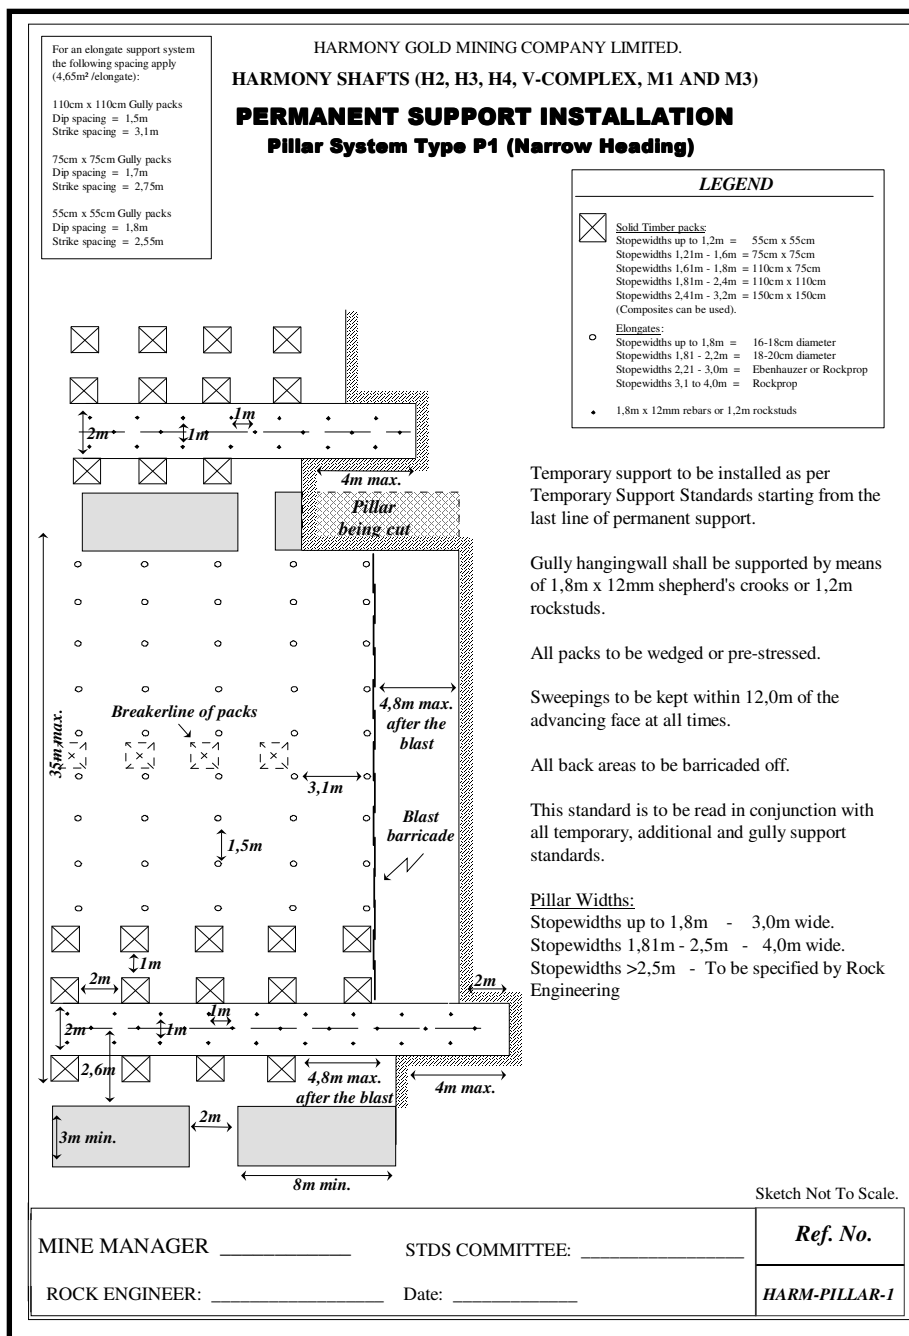 For an elongate support system
the following spacing apply
(4,65m² /elongate):
110cm x 110cm Gully packs
Dip spacing = 1,5m
Strike spacing = 3,1m
75cm x 75cm Gully packs
Dip spacing = 1,7m
Strike spacing = 2,75m
55cm x 55cm Gully packs
Dip spacing = 1,8m
Strike spacing = 2,55m
HARMONY GOLD MINING COMPANY LIMITED.
HARMONY SHAFTS (H2, H3, H4, V-COMPLEX, M1 AND M3)
PERMANENT SUPPORT INSTALLATION
Pillar System Type P1 (Narrow Heading)
LEGEND
Solid Timber packs:
Stopewidths up to 1,2m = 55cm x 55cm
Stopewidths 1,21m - 1,6m = 75cm x 75cm
Stopewidths 1,61m - 1,8m = 110cm x 75cm
Stopewidths 1,81m - 2,4m = 110cm x 110cm
Stopewidths 2,41m - 3,2m = 150cm x 150cm
(Composites can be used).
Elongates:
Stopewidths up to 1,8m = 16-18cm diameter
Stopewidths 1,81 - 2,2m = 18-20cm diameter
Stopewidths 2,21 - 3,0m = Ebenhauzer or Rockprop
Stopewidths 3,1 to 4,0m = Rockprop
1,8m x 12mm rebars or 1,2m rockstuds
1m
2m
1m
4m max.
Pillar
being cut
35m max.
Breakerline of packs
4,8m max.
after the
blast
3,1m
Blast
barricade
1,5m
1m
2m
2m
1m
2m
1m
2,6m
4,8m max.
after the blast
4m max.
2m
3m min.
8m min.
Temporary support to be installed as per
Temporary Support Standards starting from the
last line of permanent support.
Gully hangingwall shall be supported by means
of 1,8m x 12mm shepherd's crooks or 1,2m
rockstuds.
All packs to be wedged or pre-stressed.
Sweepings to be kept within 12,0m of the
advancing face at all times.
All back areas to be barricaded off.
This standard is to be read in conjunction with
all temporary, additional and gully support
standards.
Pillar Widths:
Stopewidths up to 1,8m - 3,0m wide.
Stopewidths 1,81m - 2,5m - 4,0m wide.
Stopewidths >2,5m - To be specified by Rock
Engineering
Sketch Not To Scale.
MINE MANAGER ____________
STDS COMMITTEE: _________________
ROCK ENGINEER: _________________
Date: _____________
Ref. No.
HARM-PILLAR-1